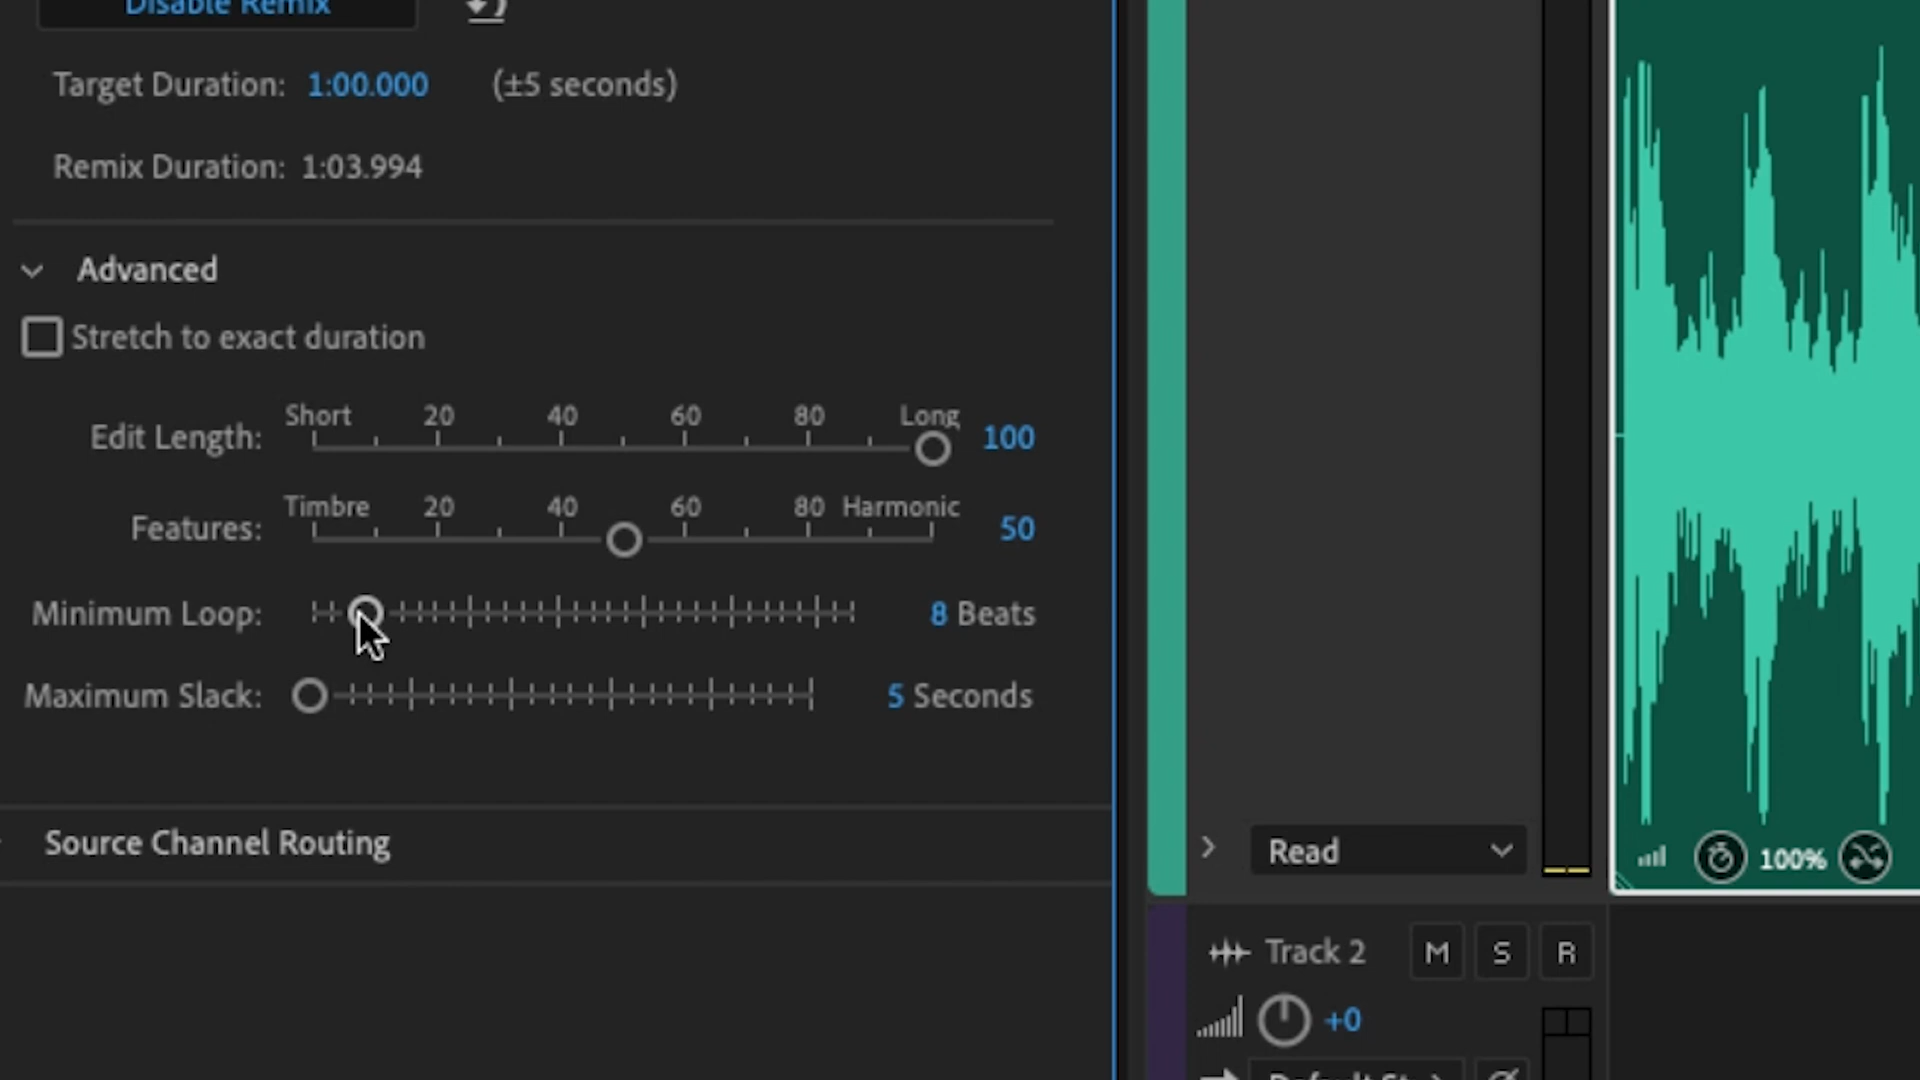 Disable Remix
Target Duration: 1:00.000 (±5 seconds)
Remix Duration: 1:03.994
Advanced
Stretch to exact duration
Short 20 40 60 80 Long
Edit Length: 100
Timbre 20 40 60 80 Harmonic
Features: 50
Minimum Loop: 8 Beats
Maximum Slack: 5 Seconds
Source Channel Routing
Read
100%
Track 2 M S R
+0